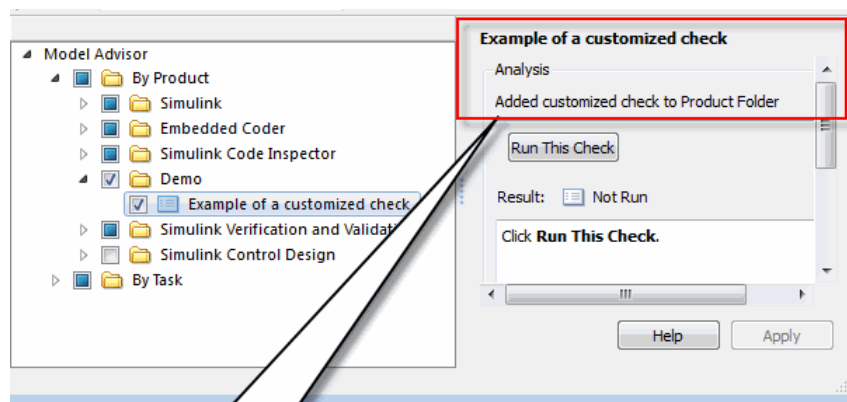 Model Advisor
By Product
Simulink
Embedded Coder
Simulink Code Inspector
Demo
Example of a customized check
Simulink Verification and
Simulink Control Design
By Task
Example of a customized check
Analysis
Added customized check to Product Folder
Run This Check
Result: Not Run
Click Run This Check.
Help
Apply